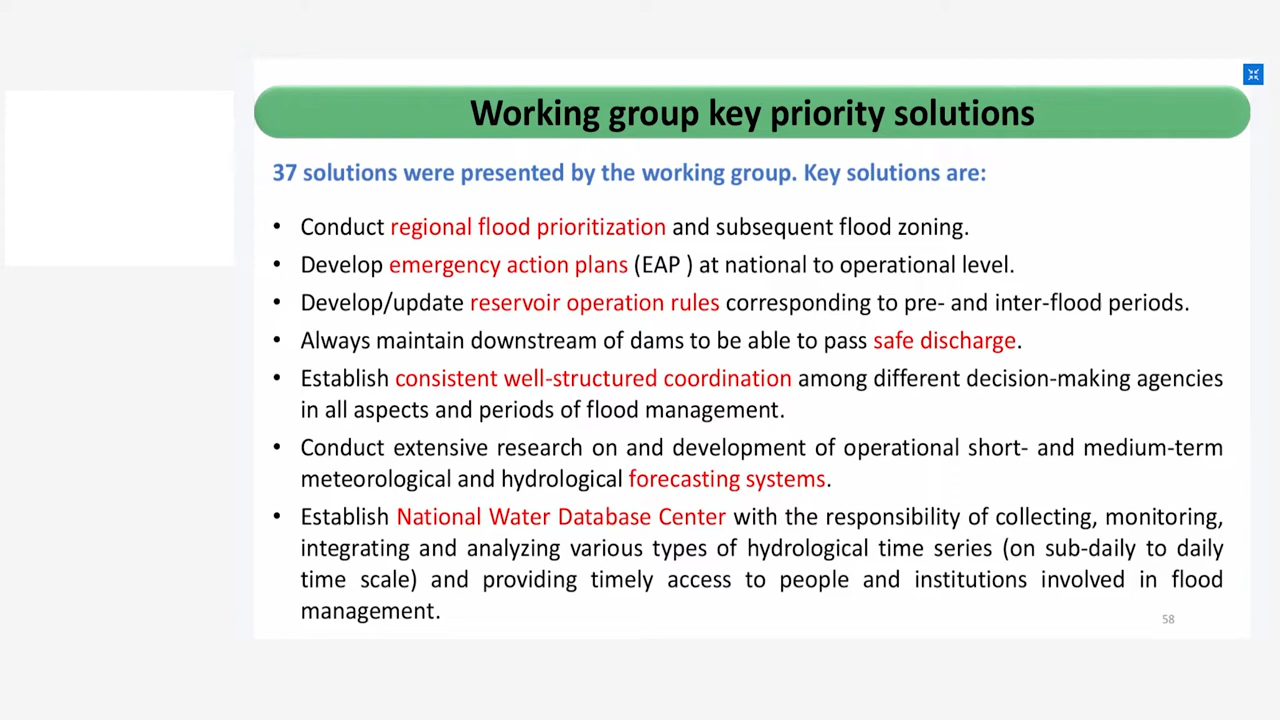 Working group key priority solutions
37 solutions were presented by the working group. Key solutions are:
• Conduct regional flood prioritization and subsequent flood zoning.
• Develop emergency action plans (EAP ) at national to operational level.
• Develop/update reservoir operation rules corresponding to pre- and inter-flood periods.
• Always maintain downstream of dams to be able to pass safe discharge.
• Establish consistent well-structured coordination among different decision-making agencies
in all aspects and periods of flood management.
• Conduct extensive research on and development of operational short- and medium-term
meteorological and hydrological forecasting systems.
• Establish National Water Database Center with the responsibility of collecting, monitoring,
integrating and analyzing various types of hydrological time series (on sub-daily to daily
time scale) and providing timely access to people and institutions involved in flood
management.
58